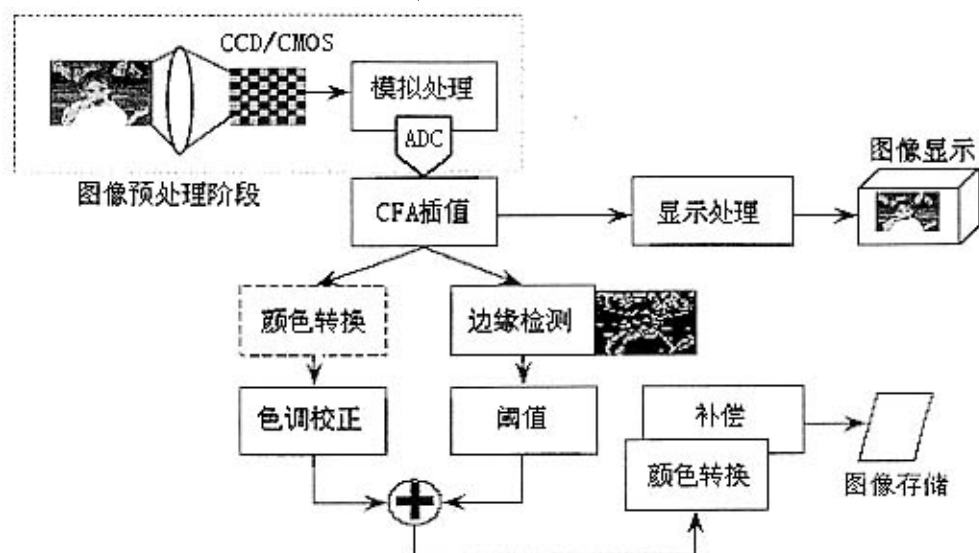 CCD/CMOS
模拟处理
ADC
图像预处理阶段
图像显示
CFA插值
显示处理
颜色转换
边缘检测
色调校正
阈值
补偿
颜色转换
图像存储